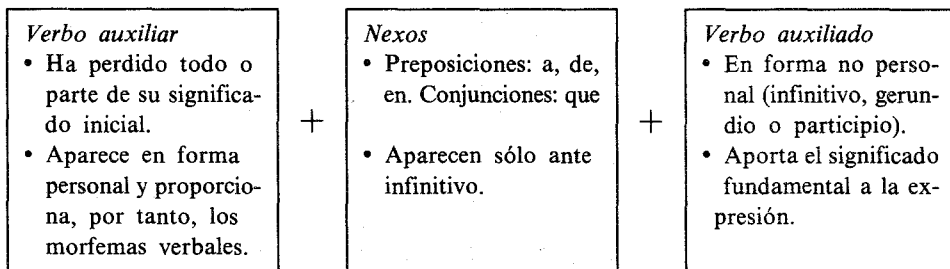 Verbo auxiliar
• Ha perdido todo o
parte de su significa-
do inicial.
• Aparece en forma
personal y proporcio-
na, por tanto, los
morfemas verbales.
+
Nexos
• Preposiciones: a, de,
en. Conjunciones: que
• Aparecen sólo ante
infinitivo.
+
Verbo auxiliado
• En forma no perso-
nal (infinitivo, gerun-
dio o participio).
• Aporta el significado
fundamental a la ex-
presión.